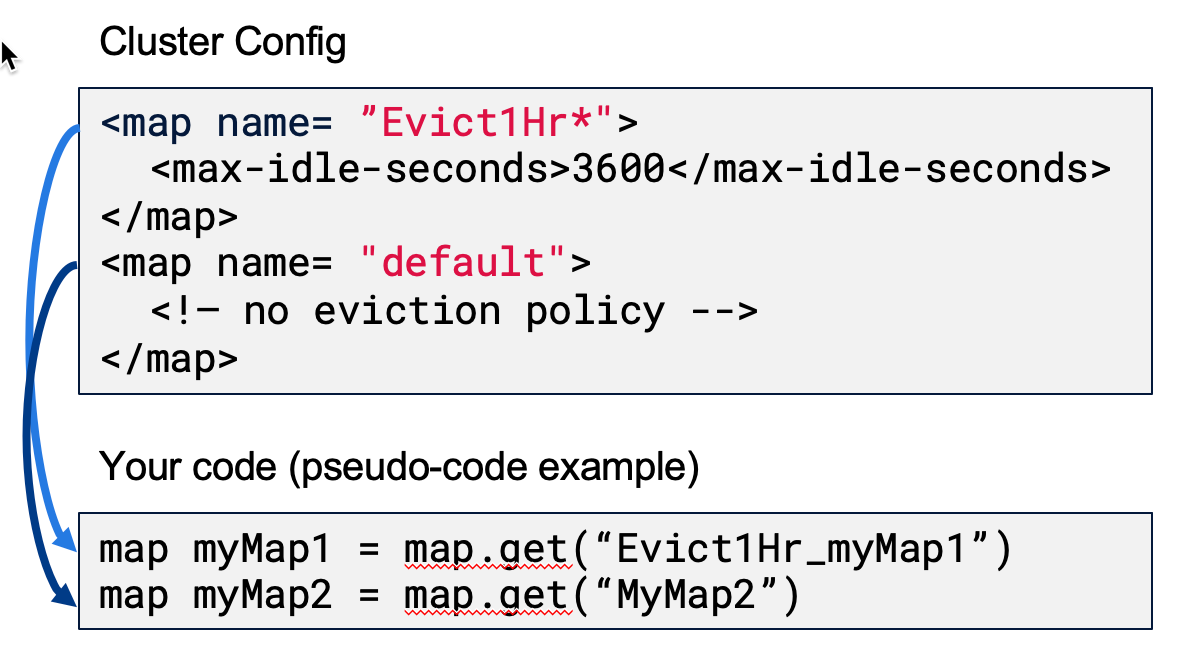 Cluster Config
<map name= ”Evict1Hr*">
  <max-idle-seconds>3600</max-idle-seconds>
</map>
<map name= "default">
  <!— no eviction policy -->
</map>
Your code (pseudo-code example)
map myMap1 = map.get(“Evict1Hr_myMap1”)
map myMap2 = map.get(“MyMap2”)